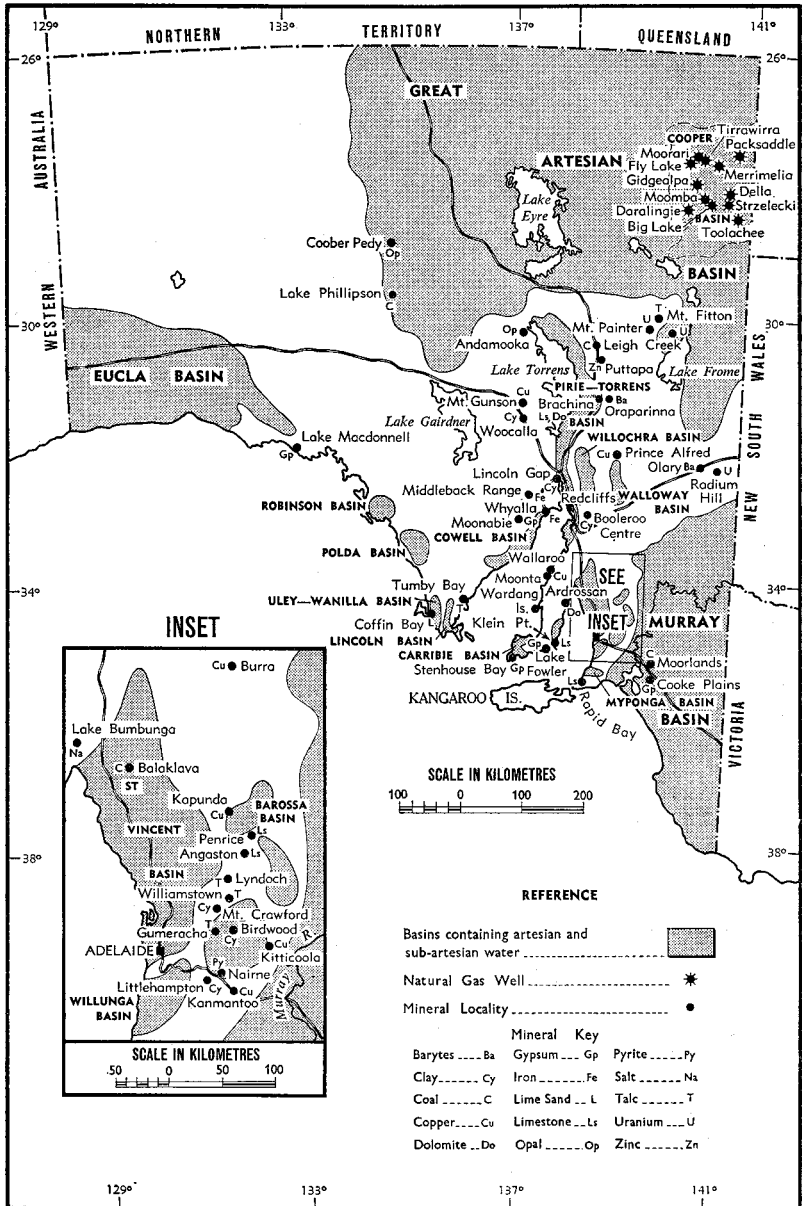 129° 133° 137° 141°
NORTHERN TERRITORY QUEENSLAND
26° 26°
GREAT
AUSTRALIA
COOPER
Tirrawirra
Packsaddle
Moorari
ARTESIAN
Fly Lake
Merrimelia
Gidgealpa
Della
Moomba
Strzelecki
Lake
Eyre
Daralingie
BASIN
Big Lake
Toolachee
Coober Pedy
Op
BASIN
Lake Phillipson
C
WESTERN
T
Mt. Fitton
U
Mt. Painter
U
30° 30°
Op
Andamooka
C
Leigh Creek
Lake Torrens
Zn
Puttapa
Lake Frome
EUCLA BASIN
PIRIE—TORRENS
Cu
Mt. Gunson
Brachina
Ba
Oraparinna
Lake Gairdner
Cy
Ls
Do
BASIN
Woocalla
NEW SOUTH WALES
WILLOCHRA BASIN
Lake Macdonnell
Gp
Cu
Prince Alfred
Olary
Ba
U
Radium
Hill
Lincoln Gap
Cy
Middleback Range
Fe
Redcliffs
WALLOWAY
BASIN
ROBINSON BASIN
Whyalla
Fe
Moonabie
Gp
Cy
Booleroo
Centre
COWELL BASIN
POLDA BASIN
Wallaroo
SEE
Moonta
Cu
34° 34°
Tumby Bay
T
Wardang
Is.
Ardrossan
Do
ULEY—WANILLA BASIN
INSET
MURRAY
Coffin Bay
L
Klein
Pt.
LINCOLN BASIN
Ls
CARRIBIE BASIN
Gp
Lake
Fowler
C
Moorlands
Stenhouse Bay
Gp
Ls
Gp
Cooke Plains
KANGAROO IS.
MYPONGA BASIN
Rapid Bay
BASIN
VICTORIA
SCALE IN KILOMETRES
100 0 100 200
38° 38°
INSET
Cu
Burra
Lake Bumbunga
Na
C
Balaklava
ST
Kapunda
Cu
BAROSSA
BASIN
VINCENT
Ls
Penrice
Angaston
Ls
BASIN
T
Lyndoch
Williamstown
T
Cy
Mt. Crawford
T
Gumeracha
Cy
Birdwood
R.
Cu
Kitticoola
ADELAIDE
Py
Nairne
Littlehampton
Cy
Cu
Kanmantoo
Murray
WILLUNGA
BASIN
SCALE IN KILOMETRES
50 0 50 100
REFERENCE
Basins containing artesian and
sub-artesian water
Natural Gas Well
Mineral Locality
Mineral Key
Barytes Ba Gypsum Gp Pyrite Py
Clay Cy Iron Fe Salt Na
Coal C Lime Sand L Talc T
Copper Cu Limestone Ls Uranium U
Dolomite Do Opal Op Zinc Zn
129° 133° 137° 141°